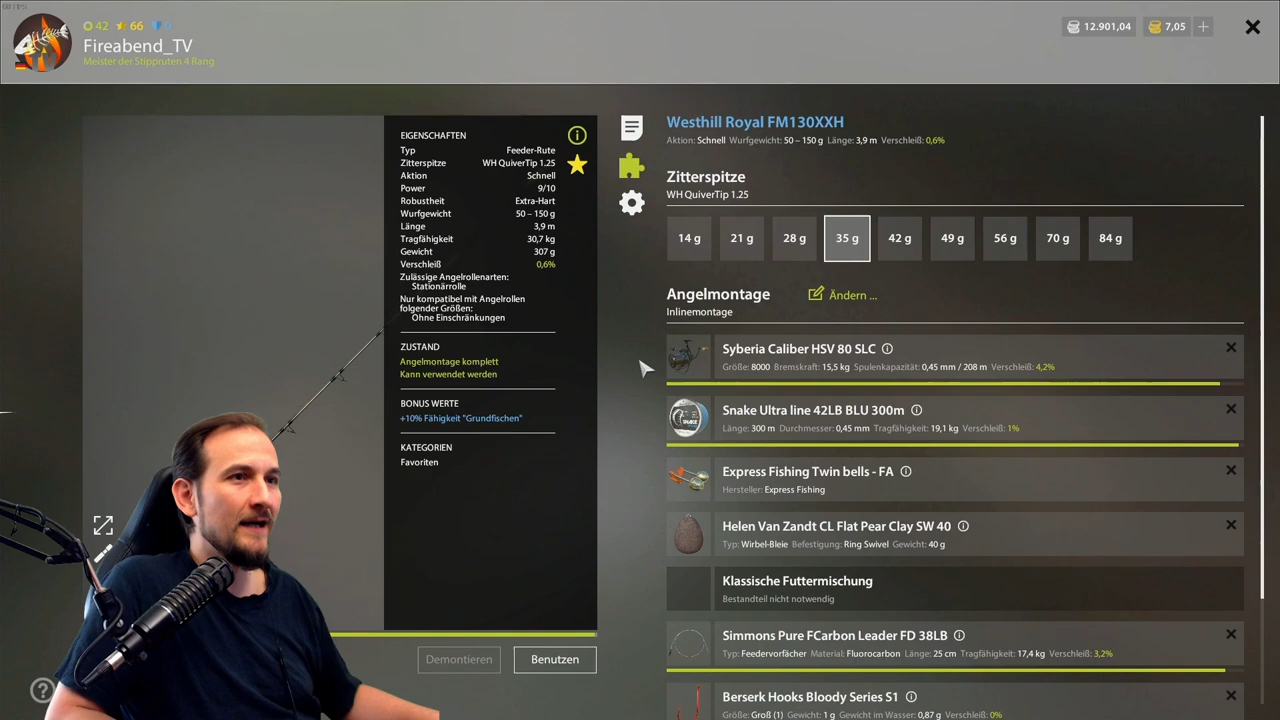 60 FPS
42 66 0
Fireabend_TV
Meister der Stippruten 4 Rang
12.901,04 7,05 +
EIGENSCHAFTEN
Typ Feeder-Rute
Zitterspitze WH QuiverTip 1.25
Aktion Schnell
Power 9/10
Robustheit Extra-Hart
Wurfgewicht 50 – 150 g
Länge 3,9 m
Tragfähigkeit 30,7 kg
Gewicht 307 g
Verschleiß 0,6%
Zulässige Angelrollenarten:
Stationärrolle
Nur kompatibel mit Angelrollen
folgender Größen:
Ohne Einschränkungen
ZUSTAND
Angelmontage komplett
Kann verwendet werden
BONUS WERTE
+10% Fähigkeit "Grundfischen"
KATEGORIEN
Favoriten
Demontieren Benutzen
Westhill Royal FM130XXH
Aktion: Schnell Wurfgewicht: 50 – 150 g Länge: 3,9 m Verschleiß: 0,6%
Zitterspitze
WH QuiverTip 1.25
14 g 21 g 28 g 35 g 42 g 49 g 56 g 70 g 84 g
Angelmontage Ändern ...
Inlinemontage
Syberia Caliber HSV 80 SLC
Größe: 8000 Bremskraft: 15,5 kg Spulenkapazität: 0,45 mm / 208 m Verschleiß: 4,2%
Snake Ultra line 42LB BLU 300m
Länge: 300 m Durchmesser: 0,45 mm Tragfähigkeit: 19,1 kg Verschleiß: 1%
Express Fishing Twin bells - FA
Hersteller: Express Fishing
Helen Van Zandt CL Flat Pear Clay SW 40
Typ: Wirbel-Bleie Befestigung: Ring Swivel Gewicht: 40 g
Klassische Futtermischung
Bestandteil nicht notwendig
Simmons Pure FCarbon Leader FD 38LB
Typ: Feedervorfächer Material: Fluorocarbon Länge: 25 cm Tragfähigkeit: 17,4 kg Verschleiß: 3,2%
Berserk Hooks Bloody Series S1
Größe: Groß (1) Gewicht: 1 g Gewicht im Wasser: 0,87 g Verschleiß: 0%